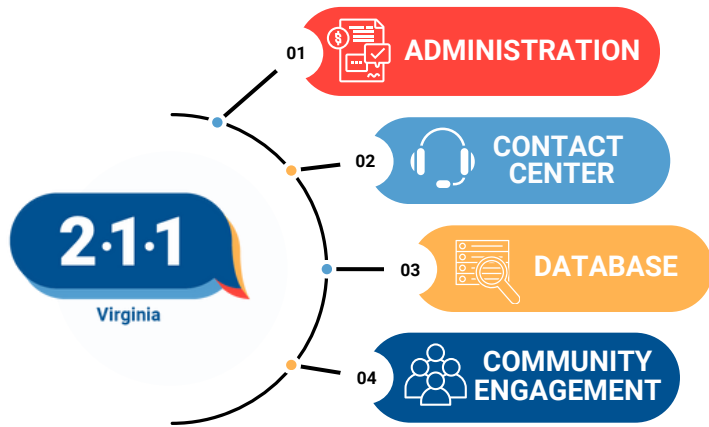 01
ADMINISTRATION
02
CONTACT
CENTER
2·1·1
Virginia
03
DATABASE
04
COMMUNITY
ENGAGEMENT